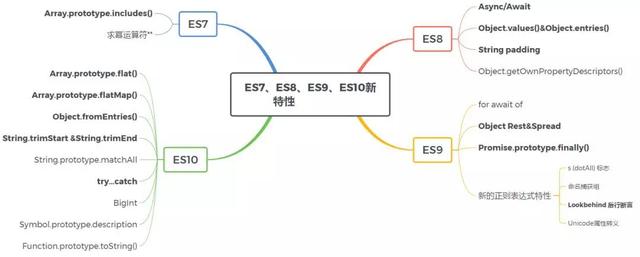 ES7、ES8、ES9、ES10新
特性
ES7
Array.prototype.includes()
求幂运算符**
ES8
Async/Await
Object.values()&Object.entries()
String padding
Object.getOwnPropertyDescriptors()
ES9
for await of
Object Rest&Spread
Promise.prototype.finally()
新的正则表达式特性
s (dotAll) 标志
命名捕获组
Lookbehind 后行断言
Unicode属性转义
ES10
Array.prototype.flat()
Array.prototype.flatMap()
Object.fromEntries()
String.trimStart &String.trimEnd
String.prototype.matchAll
try...catch
BigInt
Symbol.prototype.description
Function.prototype.toString()